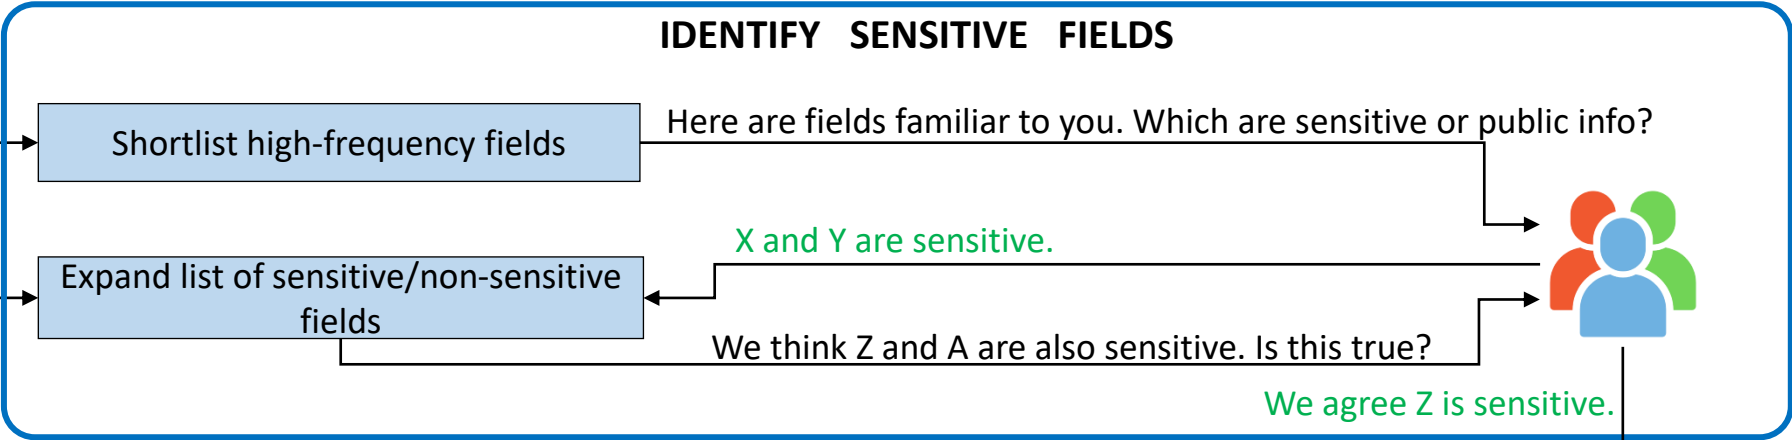 IDENTIFY SENSITIVE FIELDS
Shortlist high-frequency fields
Here are fields familiar to you. Which are sensitive or public info?
X and Y are sensitive.
Expand list of sensitive/non-sensitive
fields
We think Z and A are also sensitive. Is this true?
We agree Z is sensitive.